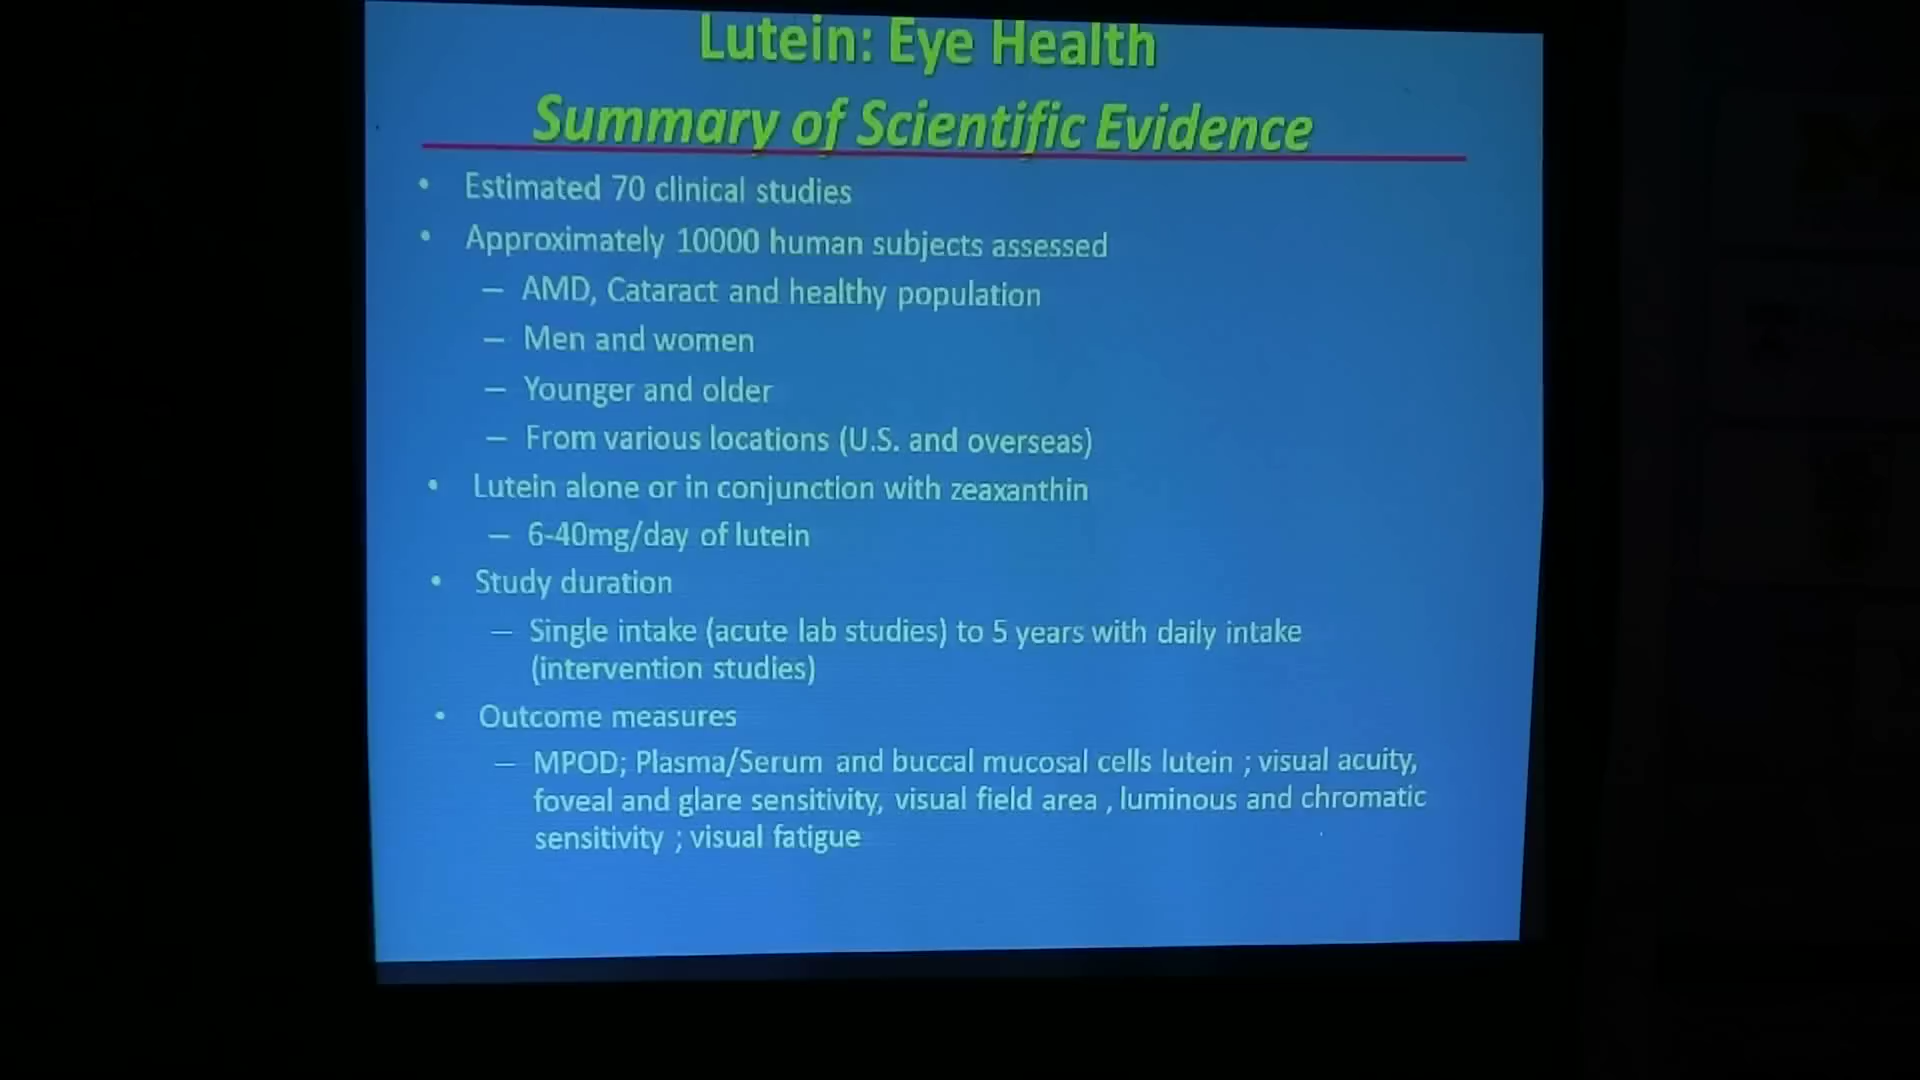 Lutein: Eye Health
Summary of Scientific Evidence
• Estimated 70 clinical studies
• Approximately 10000 human subjects assessed
– AMD, Cataract and healthy population
– Men and women
– Younger and older
– From various locations (U.S. and overseas)
• Lutein alone or in conjunction with zeaxanthin
– 6-40mg/day of lutein
• Study duration
– Single intake (acute lab studies) to 5 years with daily intake
(intervention studies)
• Outcome measures
– MPOD; Plasma/Serum and buccal mucosal cells lutein ; visual acuity,
foveal and glare sensitivity, visual field area , luminous and chromatic
sensitivity ; visual fatigue